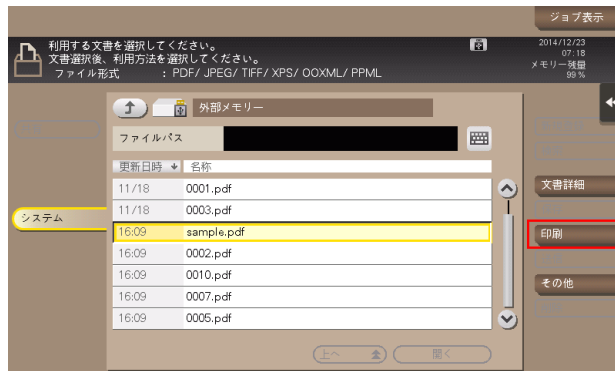 ジョブ表示
利用する文書を選択してください。
文書選択後、利用方法を選択してください。
ファイル形式 : PDF/ JPEG/ TIFF/ XPS/ OOXML/ PPML
2014/12/23
07:18
メモリー残量
99 %
外部メモリー
ファイルパス
更新日時 名称
11/18 0001.pdf
11/18 0003.pdf
16:09 sample.pdf
16:09 0002.pdf
16:09 0010.pdf
16:09 0007.pdf
16:09 0005.pdf
システム
文書詳細
印刷
その他
上へ 開く